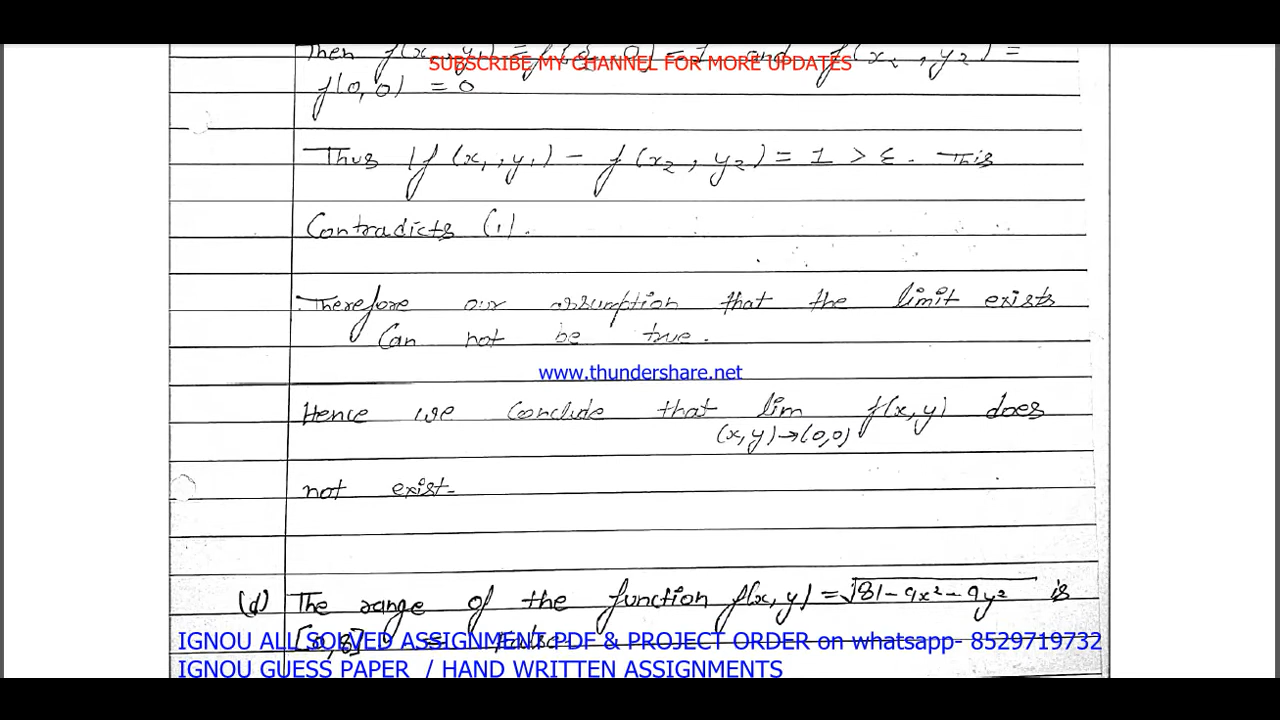 Then f(x₁, y₁) = f( , 0) = 1 and f(x₂, y₂) =
SUBSCRIBE MY CHANNEL FOR MORE UPDATES
f(0, 0) = 0
Thus |f(x₁, y₁) - f(x₂, y₂) = 1 > ε. This
Contradicts (1).
Therefore our assumption that the limit exists
Can not be true.
www.thundershare.net
Hence we conclude that lim f(x, y) does
(x, y)→(0,0)
not exist.
(d) The range of the function f(x, y) = √81-9x²-9y² is
IGNOU ALL SOLVED ASSIGNMENT PDF & PROJECT ORDER on whatsapp- 8529719732
= False
IGNOU GUESS PAPER / HAND WRITTEN ASSIGNMENTS